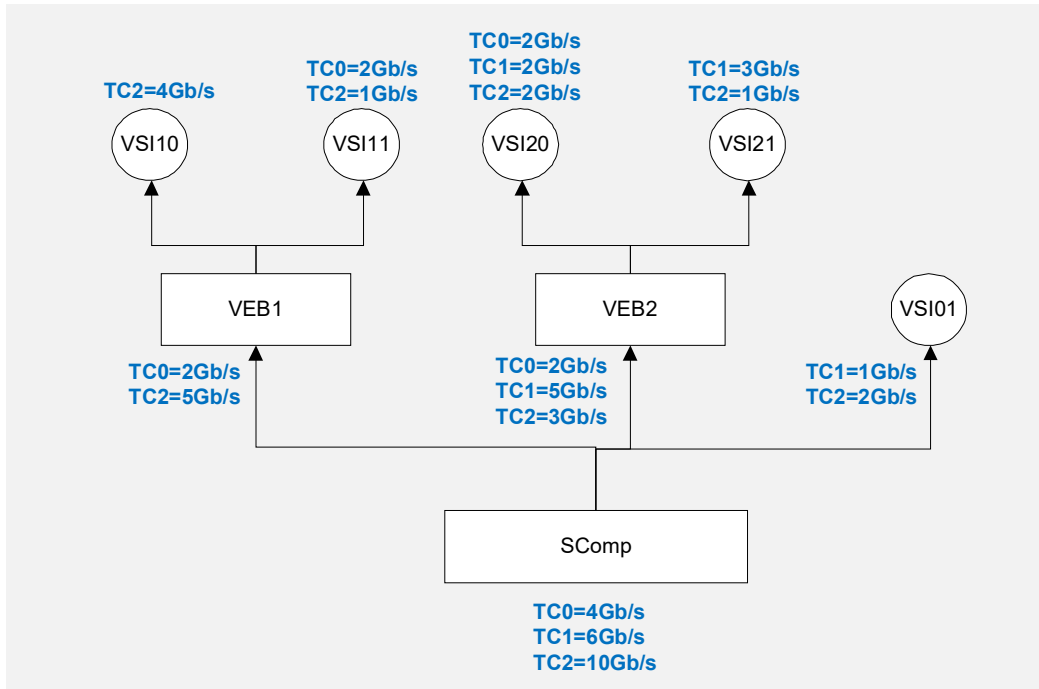 TC2=4Gb/s
TC0=2Gb/s
TC2=1Gb/s
TC0=2Gb/s
TC1=2Gb/s
TC2=2Gb/s
TC1=3Gb/s
TC2=1Gb/s
VSI10
VSI11
VSI20
VSI21
VEB1
VEB2
VSI01
TC0=2Gb/s
TC2=5Gb/s
TC0=2Gb/s
TC1=5Gb/s
TC2=3Gb/s
TC1=1Gb/s
TC2=2Gb/s
SComp
TC0=4Gb/s
TC1=6Gb/s
TC2=10Gb/s